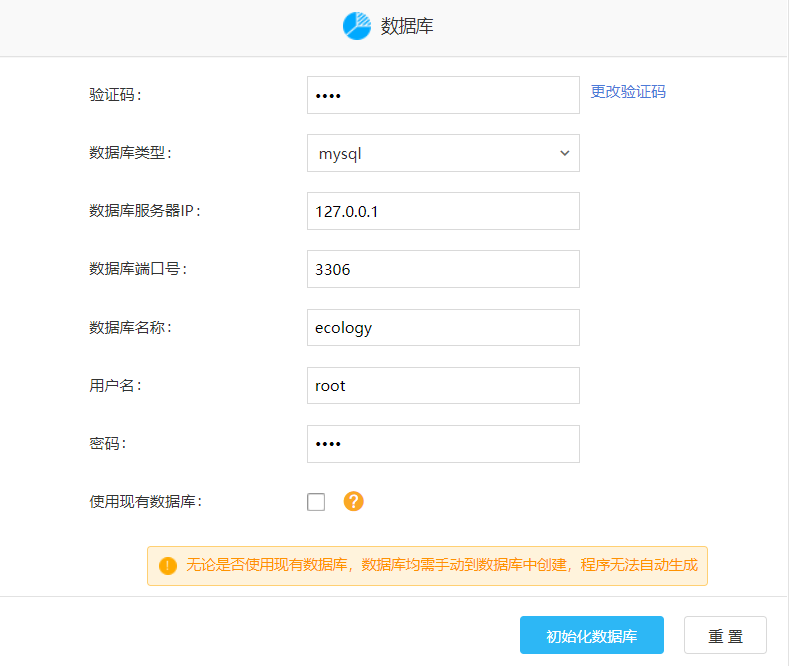 数据库
验证码: •••• 更改验证码
数据库类型: mysql
数据库服务器IP: 127.0.0.1
数据库端口号: 3306
数据库名称: ecology
用户名: root
密码: ••••
使用现有数据库: ?
! 无论是否使用现有数据库，数据库均需手动到数据库中创建，程序无法自动生成
初始化数据库 重 置